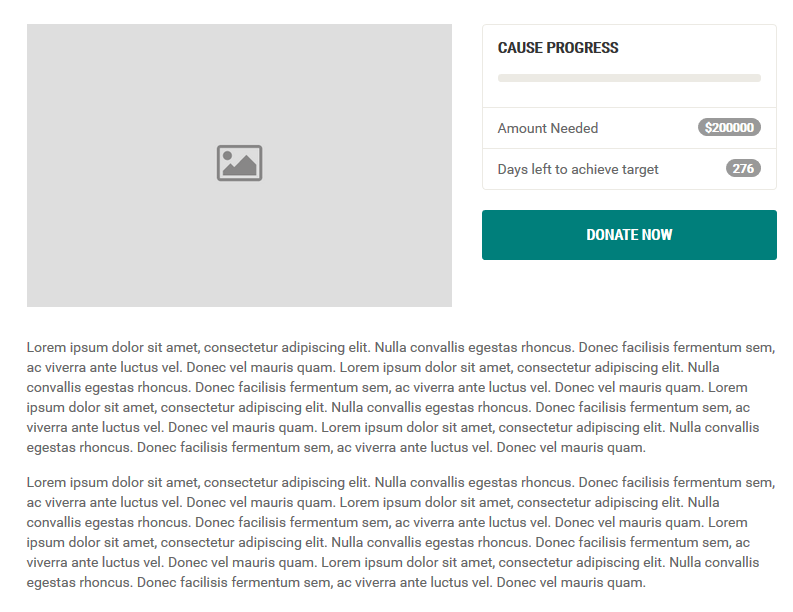 CAUSE PROGRESS
Amount Needed $200000
Days left to achieve target 276
DONATE NOW
Lorem ipsum dolor sit amet, consectetur adipiscing elit. Nulla convallis egestas rhoncus. Donec facilisis fermentum sem,
ac viverra ante luctus vel. Donec vel mauris quam. Lorem ipsum dolor sit amet, consectetur adipiscing elit. Nulla
convallis egestas rhoncus. Donec facilisis fermentum sem, ac viverra ante luctus vel. Donec vel mauris quam. Lorem
ipsum dolor sit amet, consectetur adipiscing elit. Nulla convallis egestas rhoncus. Donec facilisis fermentum sem, ac
viverra ante luctus vel. Donec vel mauris quam. Lorem ipsum dolor sit amet, consectetur adipiscing elit. Nulla convallis
egestas rhoncus. Donec facilisis fermentum sem, ac viverra ante luctus vel. Donec vel mauris quam.
Lorem ipsum dolor sit amet, consectetur adipiscing elit. Nulla convallis egestas rhoncus. Donec facilisis fermentum sem,
ac viverra ante luctus vel. Donec vel mauris quam. Lorem ipsum dolor sit amet, consectetur adipiscing elit. Nulla
convallis egestas rhoncus. Donec facilisis fermentum sem, ac viverra ante luctus vel. Donec vel mauris quam. Lorem
ipsum dolor sit amet, consectetur adipiscing elit. Nulla convallis egestas rhoncus. Donec facilisis fermentum sem, ac
viverra ante luctus vel. Donec vel mauris quam. Lorem ipsum dolor sit amet, consectetur adipiscing elit. Nulla convallis
egestas rhoncus. Donec facilisis fermentum sem, ac viverra ante luctus vel. Donec vel mauris quam.